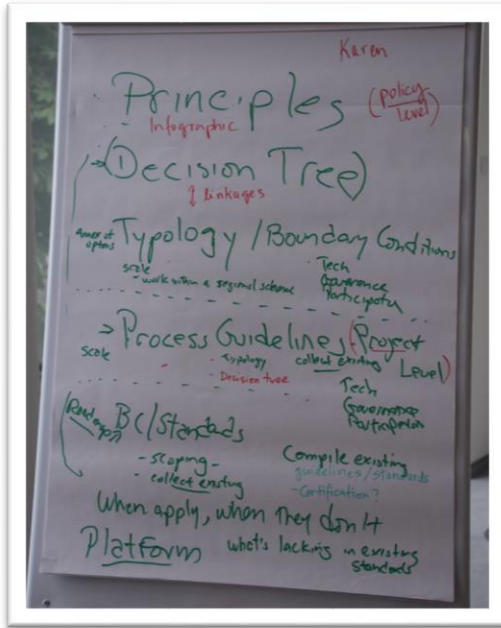 Karen
Principles (policy level)
Infographic
① Decision Tree)
↕ linkages
Typology / Boundary Conditions
scale
- work within a regional scheme
- Tech
Governance
→ Process Guidelines (Project Level)
scale
- Typology
collect existing
- Decision tree
Tech
Governance
Participation
BC/Standards
- scoping -
- collect existing
Compile existing
guidelines/standards
- Certification?
When apply, when they don't
Platform
what's lacking in existing
standards